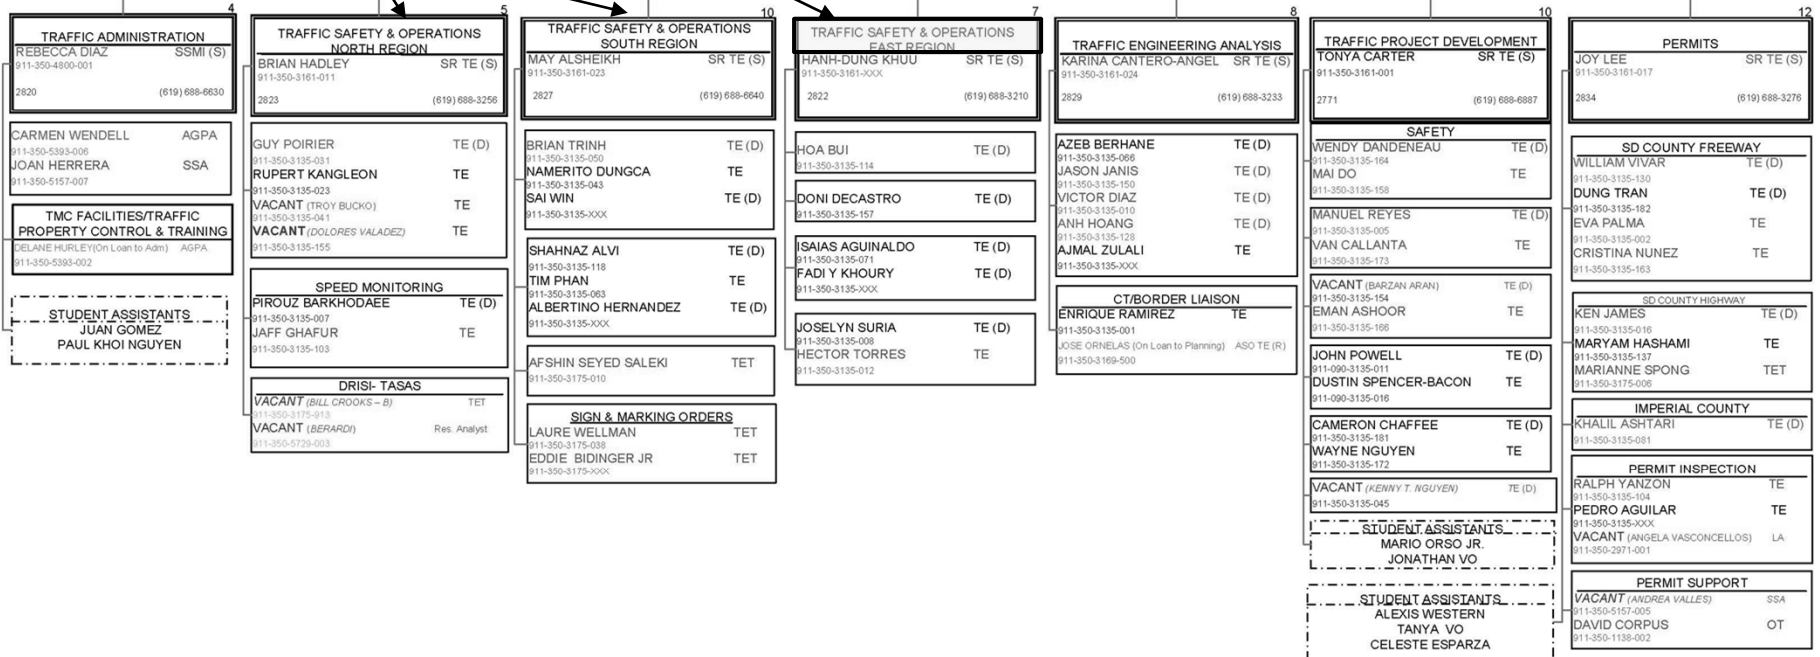 4
TRAFFIC ADMINISTRATION
REBECCA DIAZ SSMI (S)
911-350-4800-001
2820 (619) 688-6630
CARMEN WENDELL AGPA
911-350-5393-006
JOAN HERRERA SSA
911-350-5157-007
TMC FACILITIES/TRAFFIC
PROPERTY CONTROL & TRAINING
DELANE HURLEY(On Loan to Adm) AGPA
911-350-5393-002
STUDENT ASSISTANTS
JUAN GOMEZ
PAUL KHOI NGUYEN
5
TRAFFIC SAFETY & OPERATIONS
NORTH REGION
BRIAN HADLEY SR TE (S)
911-350-3161-011
2823 (619) 688-3256
GUY POIRIER TE (D)
911-350-3135-031
RUPERT KANGLEON TE
911-350-3135-023
VACANT (TROY BUCKO) TE
911-350-3135-041
VACANT (DOLORES VALADEZ) TE
911-350-3135-155
SPEED MONITORING
PIROUZ BARKHODAEE TE (D)
911-350-3135-007
JAFF GHAFUR TE
911-350-3135-103
DRISI- TASAS
VACANT (BILL CROOKS – B) TET
911-350-3175-913
VACANT (BERARDI) Res. Analyst
911-350-5729-003
10
TRAFFIC SAFETY & OPERATIONS
SOUTH REGION
MAY ALSHEIKH SR TE (S)
911-350-3161-023
2827 (619) 688-6640
BRIAN TRINH TE (D)
911-350-3135-050
NAMERITO DUNGCA TE
911-350-3135-043
SAI WIN TE (D)
911-350-3135-XXX
SHAHNAZ ALVI TE (D)
911-350-3135-118
TIM PHAN TE
911-350-3135-063
ALBERTINO HERNANDEZ TE (D)
911-350-3135-XXX
AFSHIN SEYED SALEKI TET
911-350-3175-010
SIGN & MARKING ORDERS
LAURE WELLMAN TET
911-350-3175-038
EDDIE BIDINGER JR TET
911-350-3175-XXX
7
TRAFFIC SAFETY & OPERATIONS
EAST REGION
HANH-DUNG KHUU SR TE (S)
911-350-3161-XXX
2822 (619) 688-3210
HOA BUI TE (D)
911-350-3135-114
DONI DECASTRO TE (D)
911-350-3135-157
ISAIAS AGUINALDO TE (D)
911-350-3135-071
FADI Y KHOURY TE (D)
911-350-3135-XXX
JOSELYN SURIA TE (D)
911-350-3135-008
HECTOR TORRES TE
911-350-3135-012
8
TRAFFIC ENGINEERING ANALYSIS
KARINA CANTERO-ANGEL SR TE (S)
911-350-3161-024
2829 (619) 688-3233
AZEB BERHANE TE (D)
911-350-3135-066
JASON JANIS TE (D)
911-350-3135-150
VICTOR DIAZ TE (D)
911-350-3135-010
ANH HOANG TE (D)
911-350-3135-128
AJMAL ZULALI TE
911-350-3135-XXX
CT/BORDER LIAISON
ENRIQUE RAMIREZ TE
911-350-3135-001
JOSE ORNELAS (On Loan to Planning) ASO TE (R)
911-350-3169-500
10
TRAFFIC PROJECT DEVELOPMENT
TONYA CARTER SR TE (S)
911-350-3161-001
2771 (619) 688-6887
SAFETY
WENDY DANDENEAU TE (D)
911-350-3135-164
MAI DO TE
911-350-3135-158
MANUEL REYES TE (D)
911-350-3135-005
VAN CALLANTA TE
911-350-3135-173
VACANT (BARZAN ARAN) TE (D)
911-350-3135-154
EMAN ASHOOR TE
911-350-3135-166
JOHN POWELL TE (D)
911-090-3135-011
DUSTIN SPENCER-BACON TE
911-090-3135-016
CAMERON CHAFFEE TE (D)
911-350-3135-181
WAYNE NGUYEN TE
911-350-3135-172
VACANT (KENNY T. NGUYEN) TE (D)
911-350-3135-045
STUDENT ASSISTANTS
MARIO ORSO JR.
JONATHAN VO
STUDENT ASSISTANTS
ALEXIS WESTERN
TANYA VO
CELESTE ESPARZA
12
PERMITS
JOY LEE SR TE (S)
911-350-3161-017
2834 (619) 688-3276
SD COUNTY FREEWAY
WILLIAM VIVAR TE (D)
911-350-3135-130
DUNG TRAN TE (D)
911-350-3135-182
EVA PALMA TE
911-350-3135-002
CRISTINA NUNEZ TE
911-350-3135-163
SD COUNTY HIGHWAY
KEN JAMES TE (D)
911-350-3135-016
MARYAM HASHAMI TE
911-350-3135-137
MARIANNE SPONG TET
911-350-3175-006
IMPERIAL COUNTY
KHALIL ASHTARI TE (D)
911-350-3135-081
PERMIT INSPECTION
RALPH YANZON TE
911-350-3135-104
PEDRO AGUILAR TE
911-350-3135-XXX
VACANT (ANGELA VASCONCELLOS) LA
911-350-2971-001
PERMIT SUPPORT
VACANT (ANDREA VALLES) SSA
911-350-5157-005
DAVID CORPUS OT
911-350-1138-002